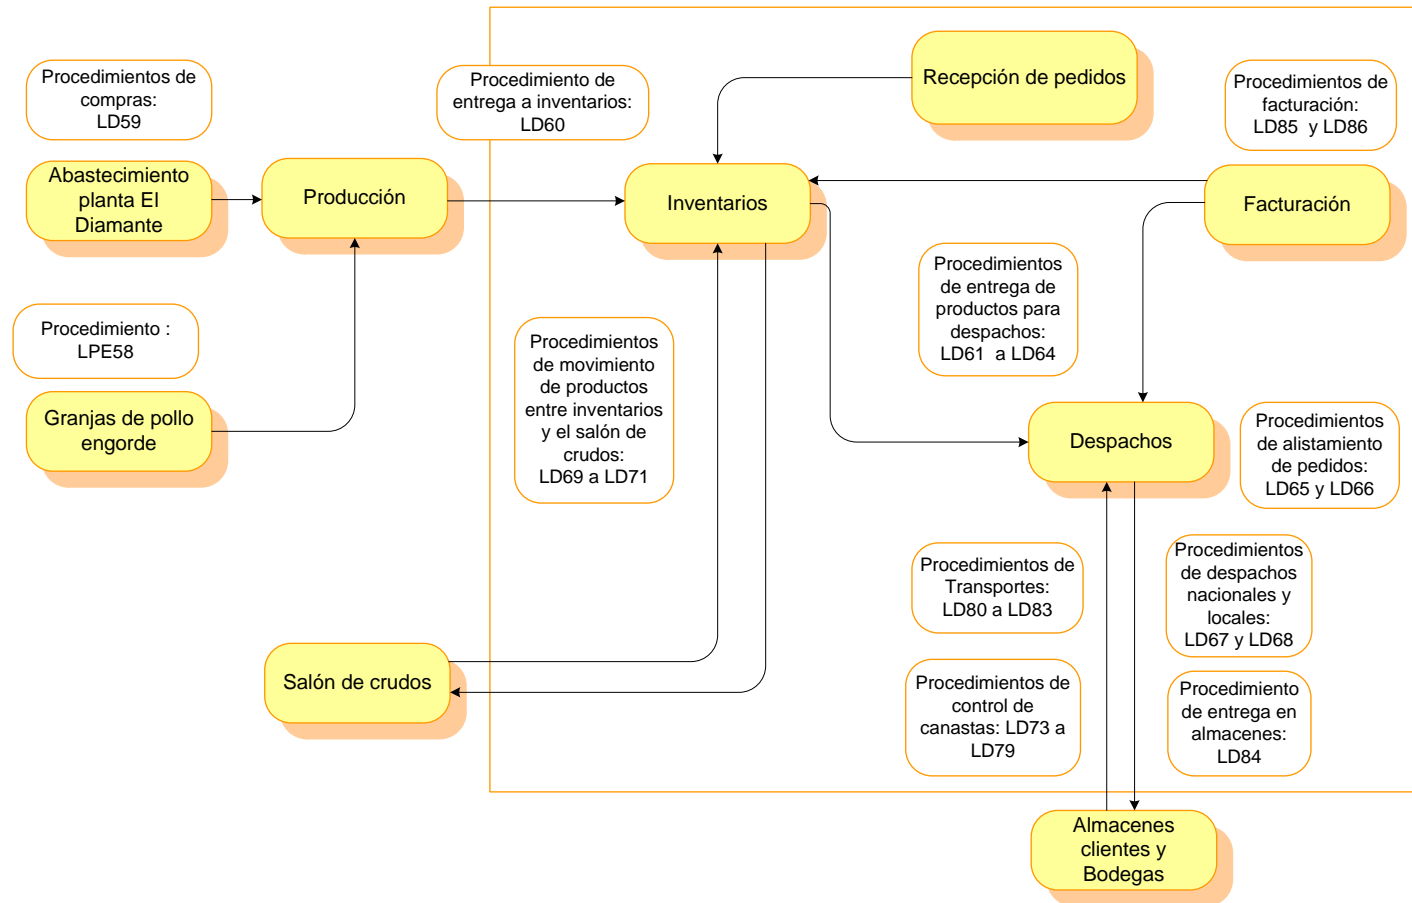 Procedimientos de
compras:
LD59
Procedimiento de
entrega a inventarios:
LD60
Recepción de pedidos
Procedimientos de
facturación:
LD85  y LD86
Abastecimiento
planta El
Diamante
Producción
Inventarios
Facturación
Procedimientos
de entrega de
productos para
despachos:
LD61  a LD64
Procedimiento :
LPE58
Procedimientos
de movimiento
de productos
entre inventarios
y el salón de
crudos:
LD69 a LD71
Granjas de pollo
engorde
Despachos
Procedimientos
de alistamiento
de pedidos:
LD65 y LD66
Procedimientos de
Transportes:
LD80 a LD83
Procedimientos
de despachos
nacionales y
locales:
LD67 y LD68
Salón de crudos
Procedimientos de
control de
canastas: LD73 a
LD79
Procedimiento
de entrega en
almacenes:
LD84
Almacenes
clientes y
Bodegas